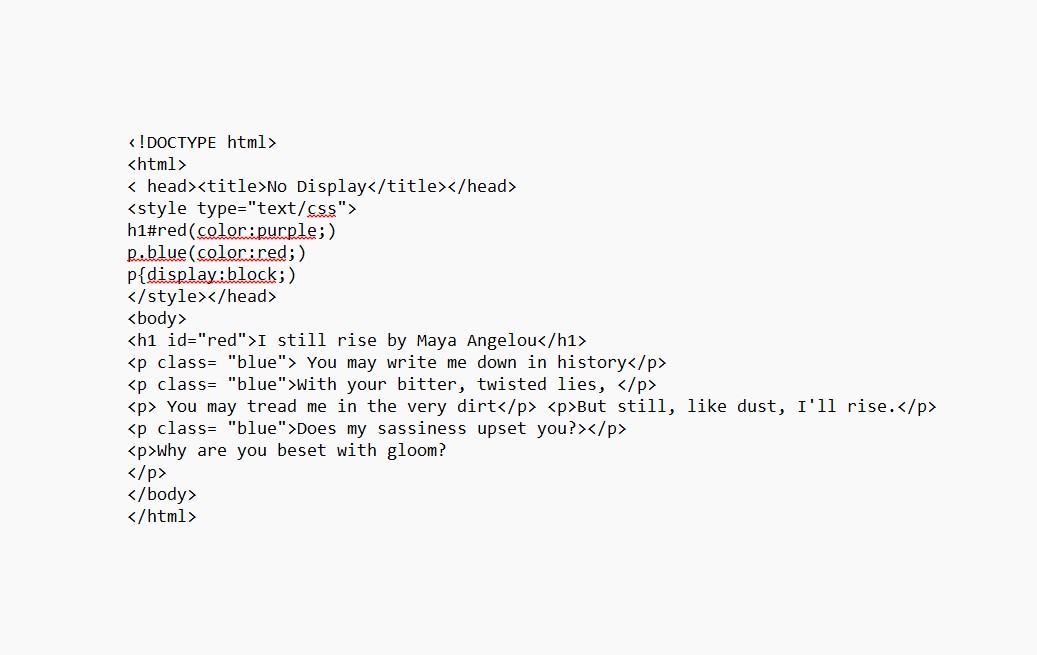 <!DOCTYPE html>
<html>
< head><title>No Display</title></head>
<style type="text/css">
h1#red(color:purple;)
p.blue(color:red;)
p{display:block;)
</style></head>
<body>
<h1 id="red">I still rise by Maya Angelou</h1>
<p class= "blue"> You may write me down in history</p>
<p class= "blue">With your bitter, twisted lies, </p>
<p> You may tread me in the very dirt</p> <p>But still, like dust, I'll rise.</p>
<p class= "blue">Does my sassiness upset you?></p>
<p>Why are you beset with gloom?
</p>
</body>
</html>